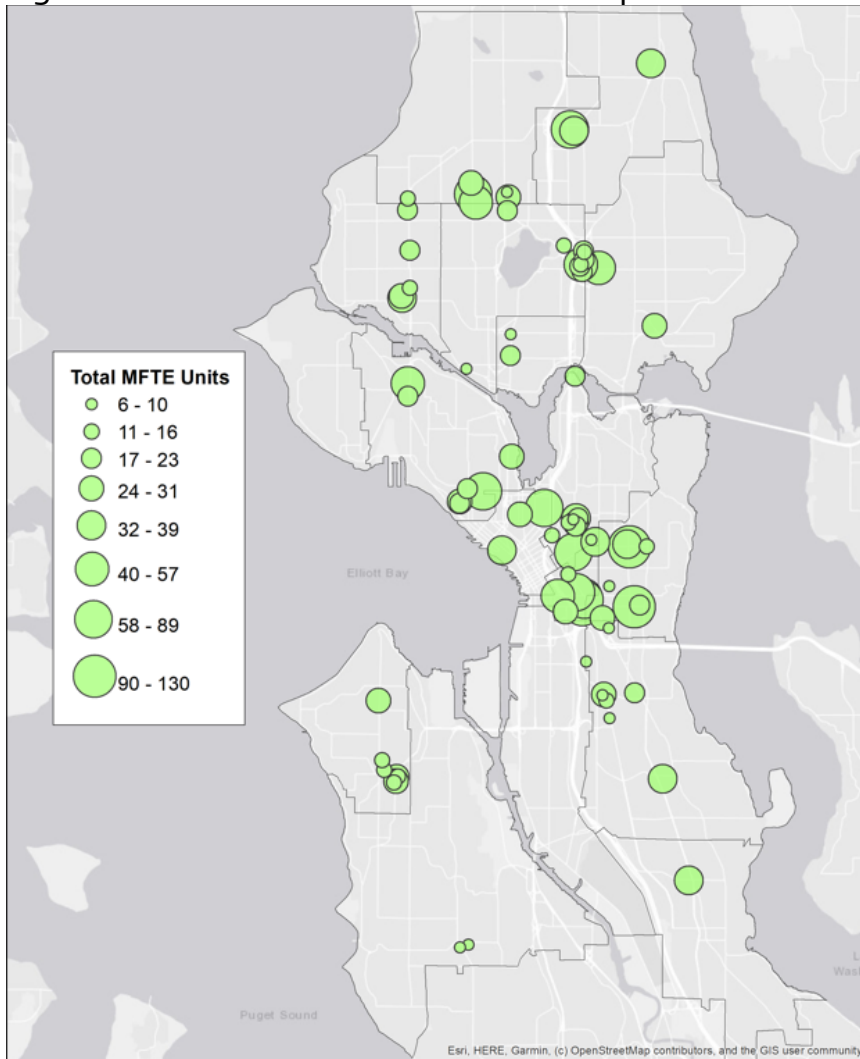 Total MFTE Units
6 - 10
11 - 16
17 - 23
24 - 31
32 - 39
40 - 57
58 - 89
90 - 130
Elliott Bay
Puget Sound
Esri, HERE, Garmin, (c) OpenStreetMap contributors, and the GIS user community